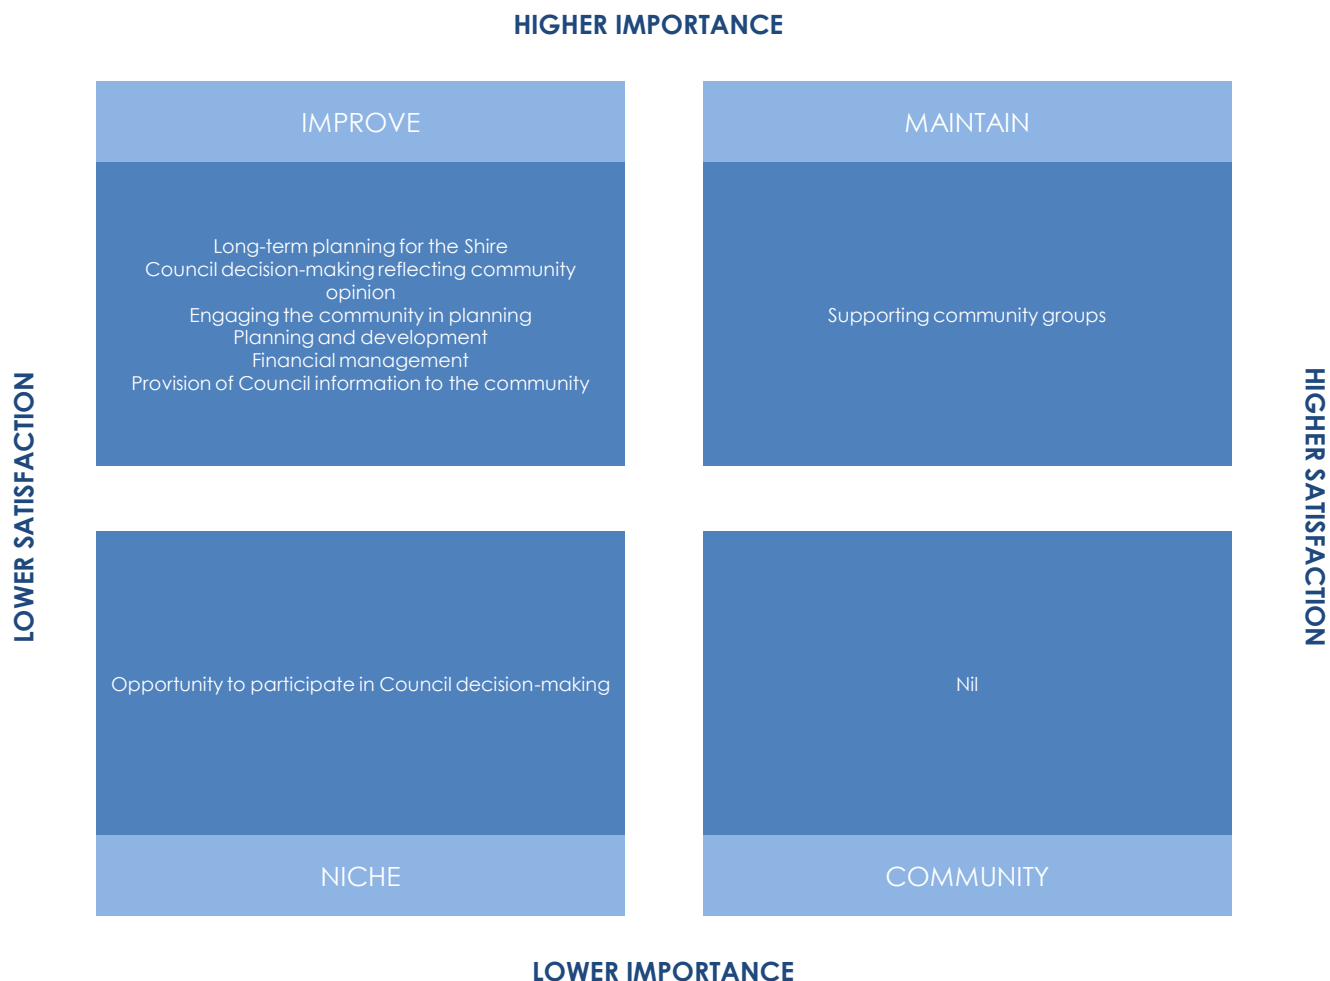 HIGHER IMPORTANCE
IMPROVE
Long-term planning for the Shire
Council decision-making reflecting community
opinion
Engaging the community in planning
Planning and development
Financial management
Provision of Council information to the community
MAINTAIN
Supporting community groups
LOWER SATISFACTION
HIGHER SATISFACTION
Opportunity to participate in Council decision-making
NICHE
Nil
COMMUNITY
LOWER IMPORTANCE